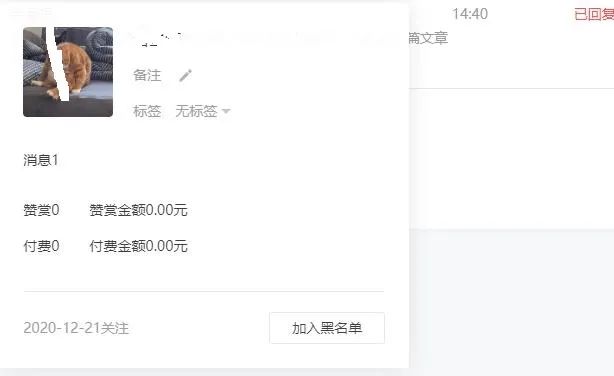 14:40
已回复
篇文章
备注
标签 无标签
消息1
赞赏0 赞赏金额0.00元
付费0 付费金额0.00元
2020-12-21关注
加入黑名单